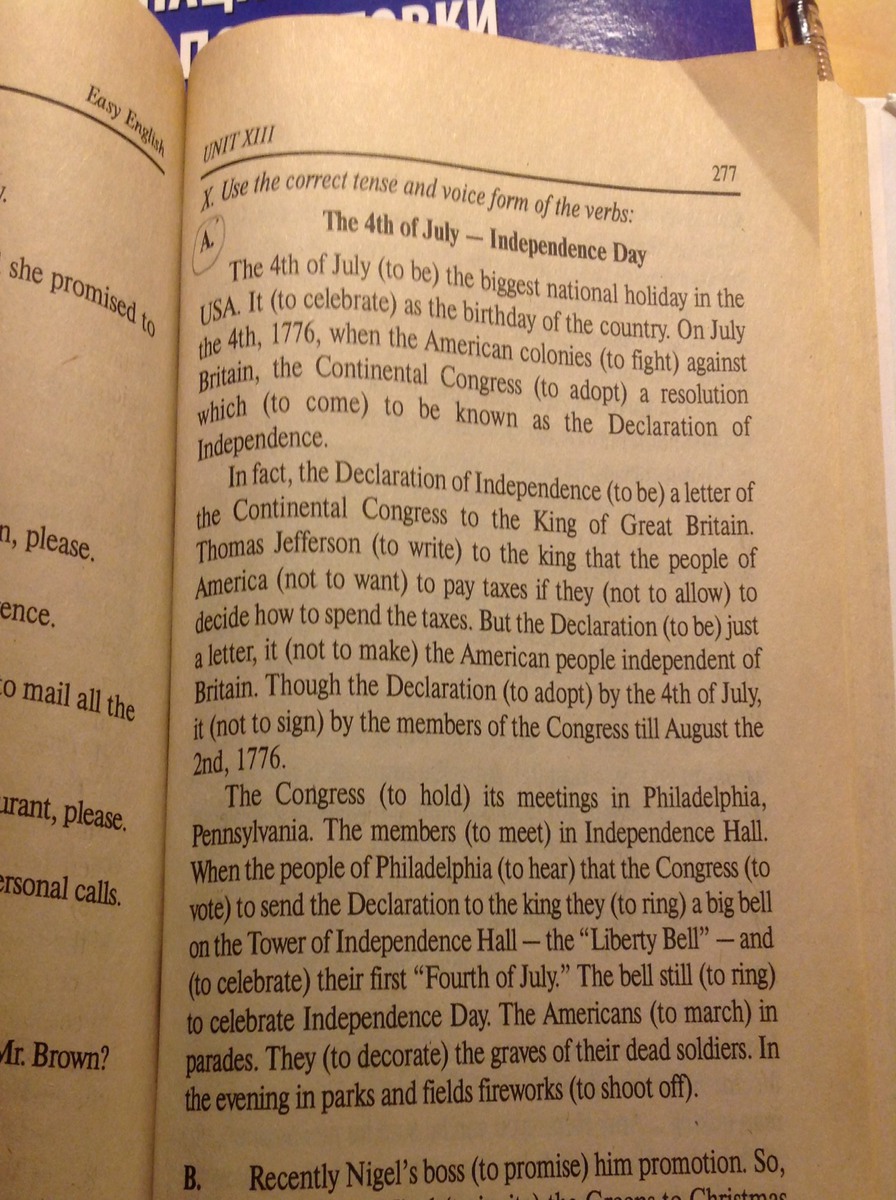 ОВКИ
Easy English
she promised to
n, please.
ence.
to mail all the
urant, please.
ersonal calls.
Mr. Brown?
UNIT XIII
277
X. Use the correct tense and voice form of the verbs:
A.
The 4th of July — Independence Day
The 4th of July (to be) the biggest national holiday in the
USA. It (to celebrate) as the birthday of the country. On July
the 4th, 1776, when the American colonies (to fight) against
Britain, the Continental Congress (to adopt) a resolution
which (to come) to be known as the Declaration of
Independence.
In fact, the Declaration of Independence (to be) a letter of
the Continental Congress to the King of Great Britain.
Thomas Jefferson (to write) to the king that the people of
America (not to want) to pay taxes if they (not to allow) to
decide how to spend the taxes. But the Declaration (to be) just
a letter, it (not to make) the American people independent of
Britain. Though the Declaration (to adopt) by the 4th of July,
it (not to sign) by the members of the Congress till August the
2nd, 1776.
The Congress (to hold) its meetings in Philadelphia,
Pennsylvania. The members (to meet) in Independence Hall.
When the people of Philadelphia (to hear) that the Congress (to
vote) to send the Declaration to the king they (to ring) a big bell
on the Tower of Independence Hall — the “Liberty Bell” — and
(to celebrate) their first “Fourth of July.” The bell still (to ring)
to celebrate Independence Day. The Americans (to march) in
parades. They (to decorate) the graves of their dead soldiers. In
the evening in parks and fields fireworks (to shoot off).
B. Recently Nigel’s boss (to promise) him promotion. So,
the Greens to Christmas